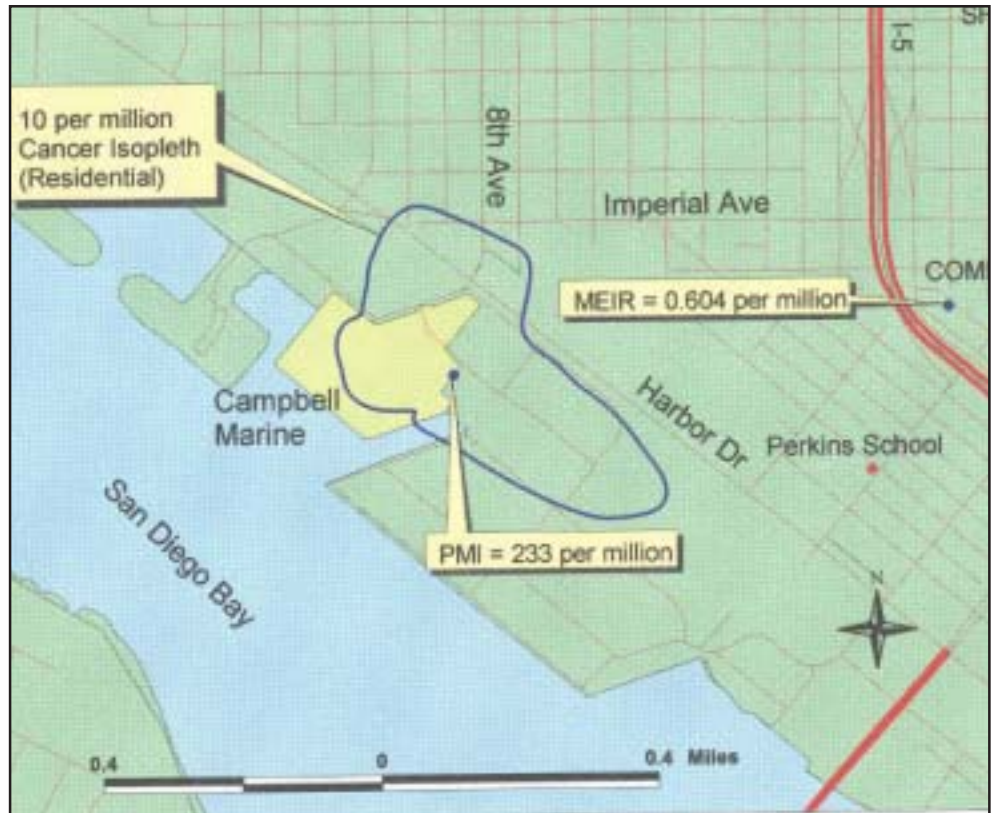 I-5
10 per million
Cancer Isopleth
(Residential)
8th Ave
Imperial Ave
MEIR = 0.604 per million
Campbell
Marine
Harbor Dr
Perkins School
San Diego Bay
PMI = 233 per million
N
0.4 0 0.4 Miles